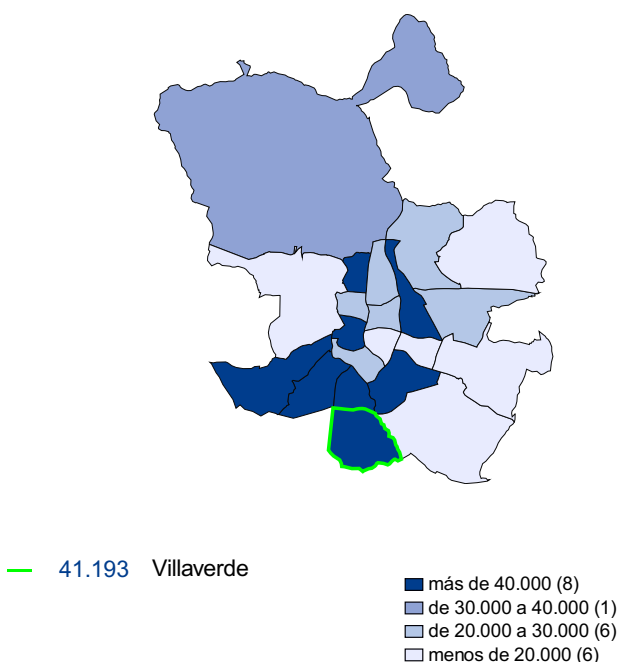 41.193 Villaverde
más de 40.000 (8)
de 30.000 a 40.000 (1)
de 20.000 a 30.000 (6)
menos de 20.000 (6)